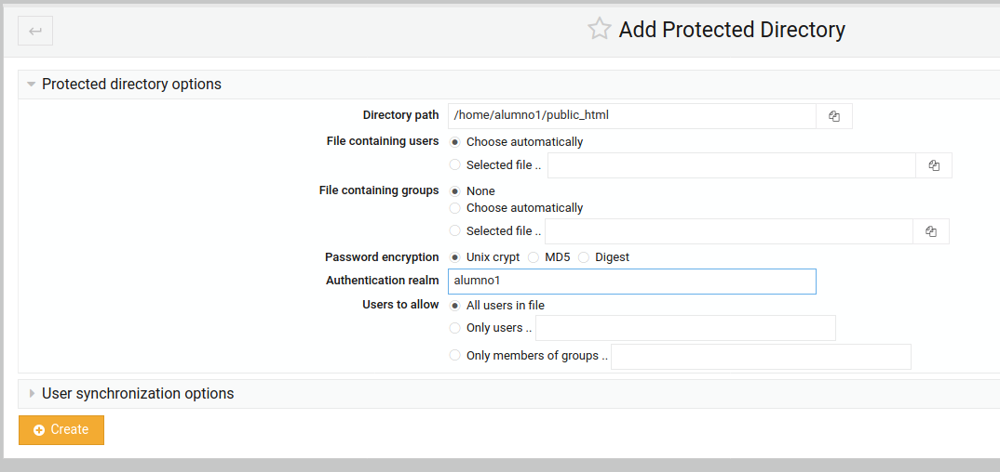 Add Protected Directory
Protected directory options
Directory path /home/alumno1/public_html
File containing users Choose automatically
Selected file ..
File containing groups None
Choose automatically
Selected file ..
Password encryption Unix crypt MD5 Digest
Authentication realm alumno1
Users to allow All users in file
Only users ..
Only members of groups ..
User synchronization options
Create